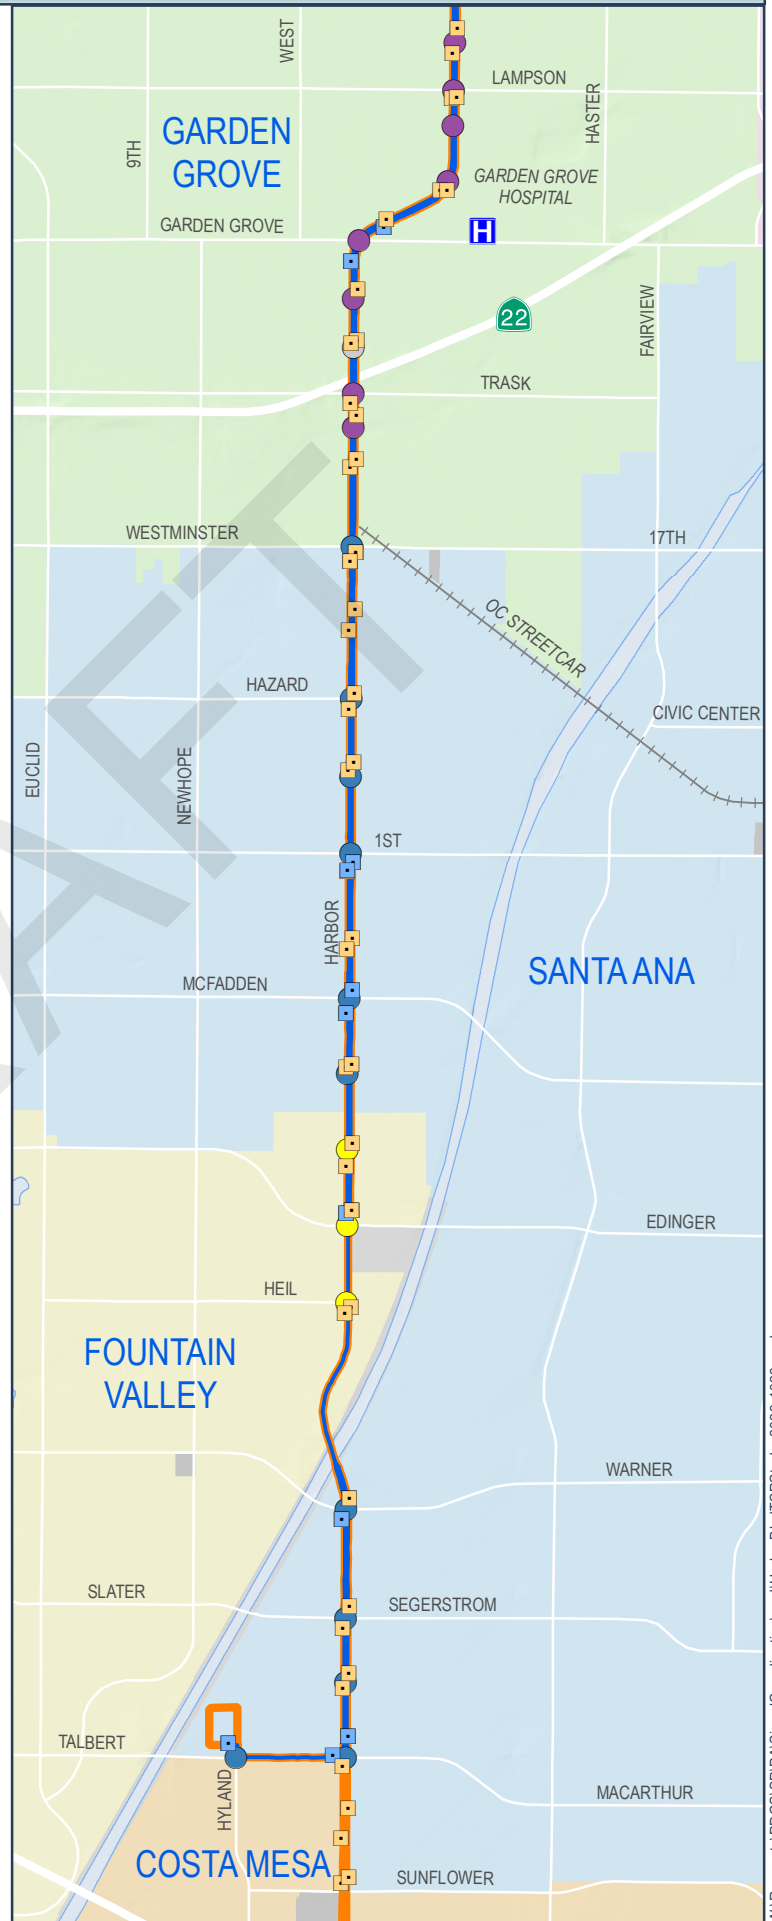 WEST
LAMPSON
HASTER
9TH
GARDEN
GROVE
GARDEN GROVE
HOSPITAL
GARDEN GROVE
H
22
FAIRVIEW
TRASK
WESTMINSTER
17TH
OC STREETCAR
HAZARD
CIVIC CENTER
EUCLID
NEWHOPE
1ST
HARBOR
SANTA ANA
MCFADDEN
EDINGER
HEIL
FOUNTAIN
VALLEY
WARNER
SLATER
SEGERSTROM
TALBERT
HYLAND
MACARTHUR
COSTA MESA
SUNFLOWER
AFT